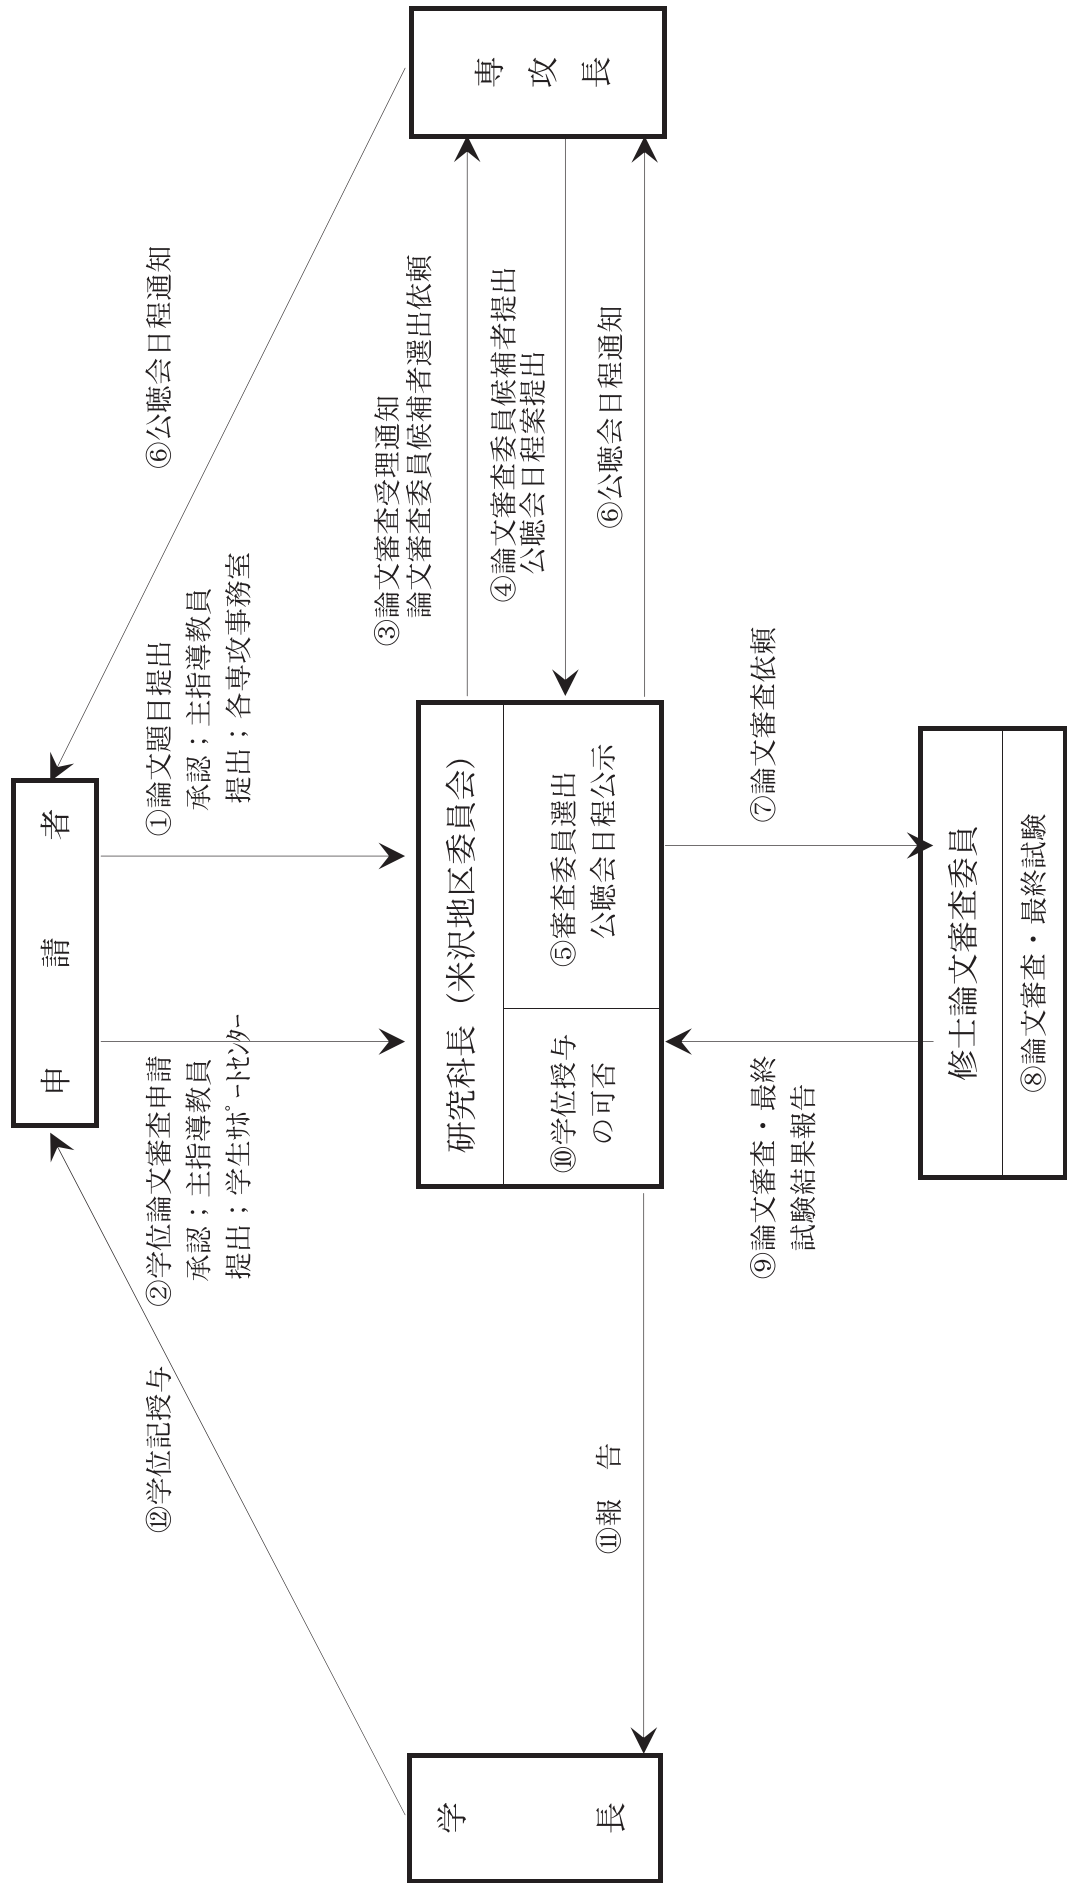 申請者
①論文題目提出
承認；主指導教員
提出；各専攻事務室
②学位論文審査申請
承認；主指導教員
提出；学生ｻﾎﾟｰﾄｾﾝﾀｰ
⑥公聴会日程通知
⑫学位記授与
専攻長
③論文審査受理通知
論文審査委員候補者選出依頼
④論文審査委員候補者提出
公聴会日程案提出
⑥公聴会日程通知
研究科長（米沢地区委員会）
⑤審査委員選出
公聴会日程公示
⑩学位授与
の可否
学長
⑪報　告
⑦論文審査依頼
⑨論文審査・最終
試験結果報告
修士論文審査委員
⑧論文審査・最終試験